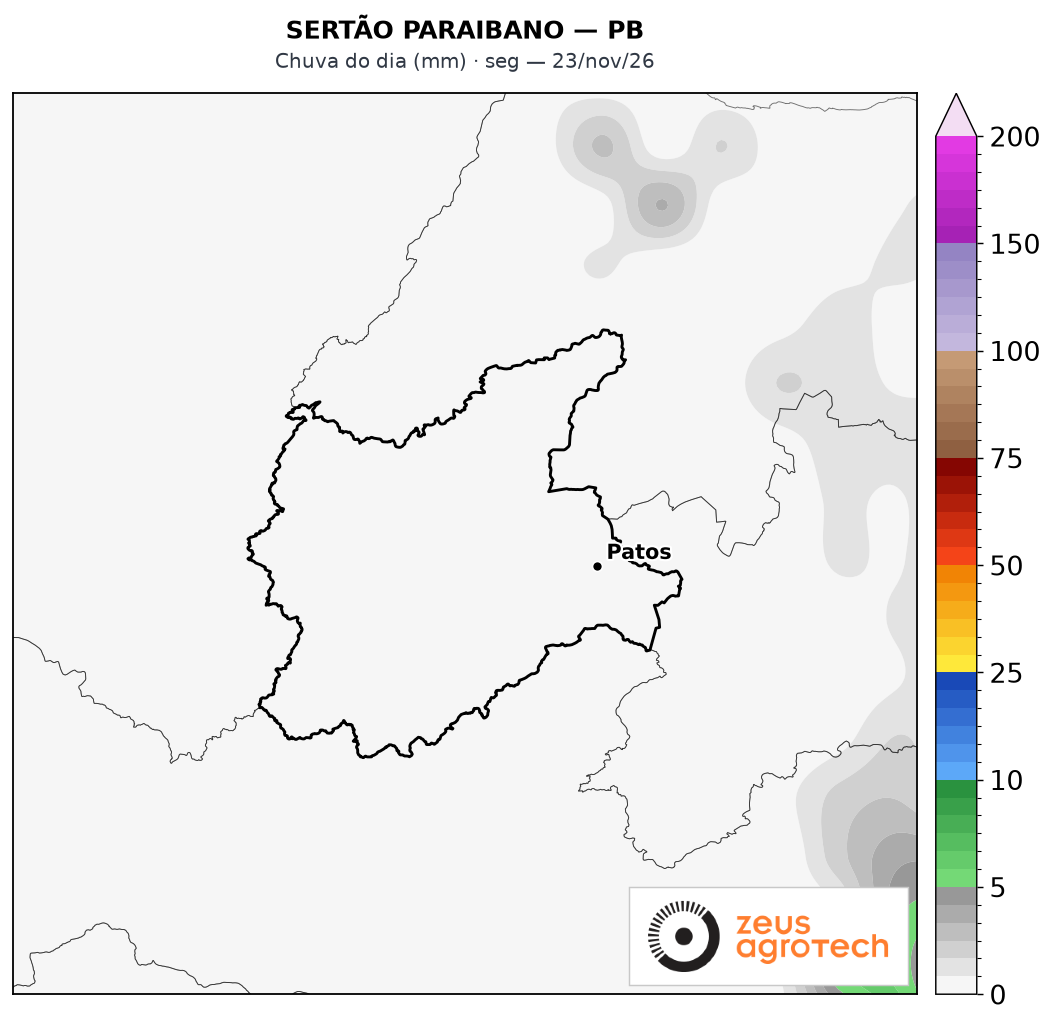 SERTÃO PARAIBANO — PB
Chuva do dia (mm) · seg — 23/nov/26
200
150
100
75
50
25
10
5
0
Patos
zeus
agrotech